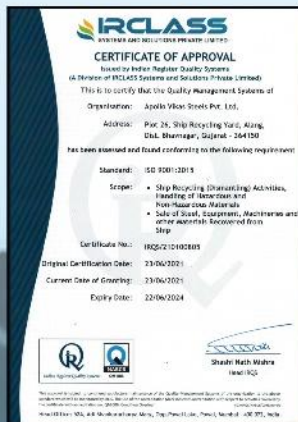 IRCLASS
SYSTEMS AND SOLUTIONS PRIVATE LIMITED
CERTIFICATE OF APPROVAL
Issued by Indian Register Quality Systems
(A Division of IRCLASS Systems and Solutions Private Limited)
This is to certify that the Quality Management Systems of
Organisation: Apollo Vikas Steels Pvt. Ltd.
Address: Plot 26, Ship Recycling Yard, Alang,
Dist. Bhavnagar, Gujarat - 364150
has been assessed and found conforming to the following requirement
Standard: ISO 9001:2015
Scope: • Ship Recycling (Dismantling) Activities,
Handling of Hazardous and
Non-Hazardous Materials
• Sale of Steel, Equipment, Machineries and
other Materials Recovered from
Ship
Certificate No.: IRQS/210100805
Original Certification Date: 23/06/2021
Current Date of Granting: 23/06/2021
Expiry Date: 22/06/2024
Shashi Nath Mishra
Head IRQS